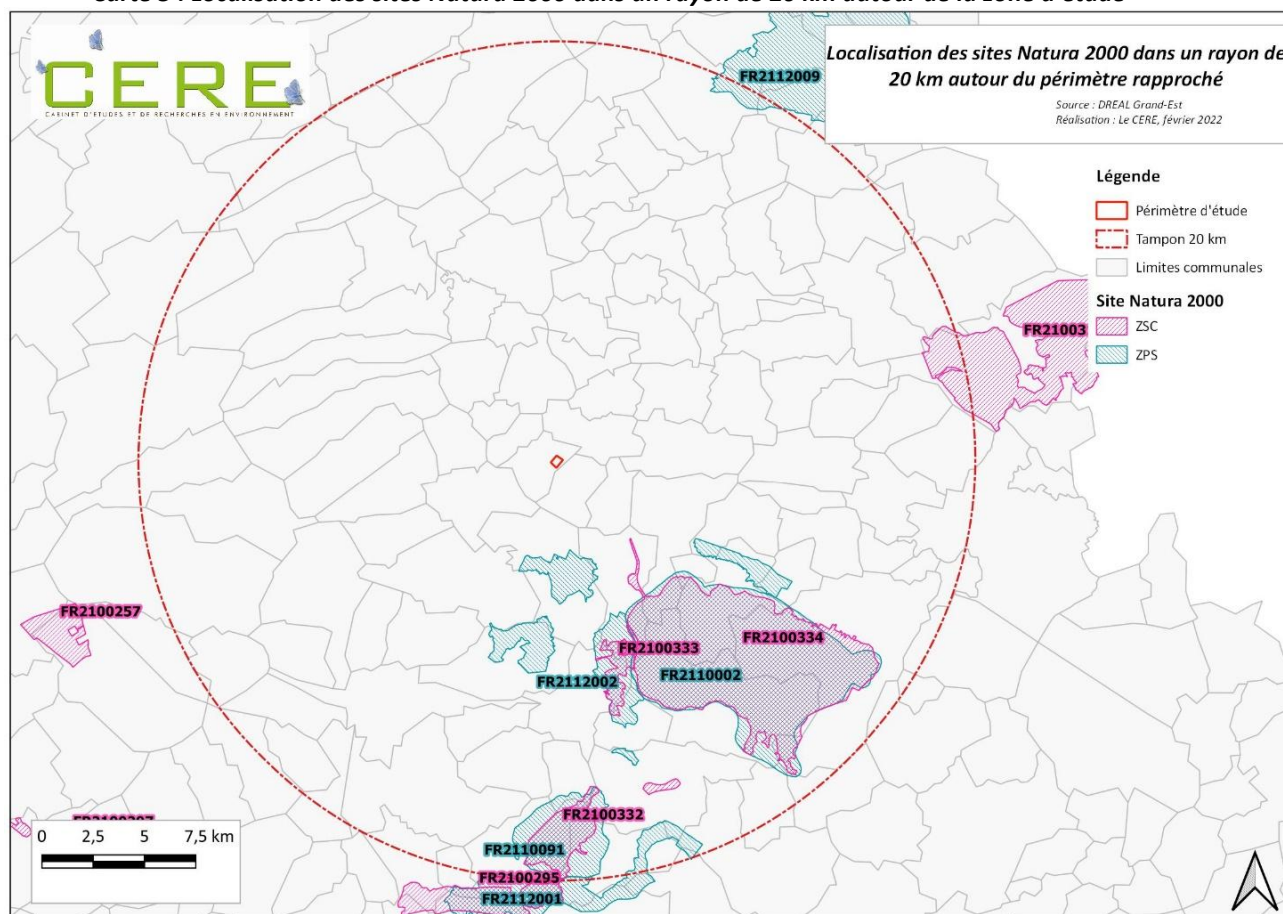 CERE
CABINET D'ETUDES ET DE RECHERCHES EN ENVIRONNEMENT
FR2112009
Localisation des sites Natura 2000 dans un rayon de
20 km autour du périmètre rapproché
Source : DREAL Grand-Est
Réalisation : Le CERE, février 2022
Légende
Périmètre d'étude
Tampon 20 km
Limites communales
Site Natura 2000
ZSC
ZPS
FR21003
FR2100257
FR2100333
FR2100334
FR2112002
FR2110002
FR2100332
FR2110091
FR2100295
FR2112001
0 2,5 5 7,5 km